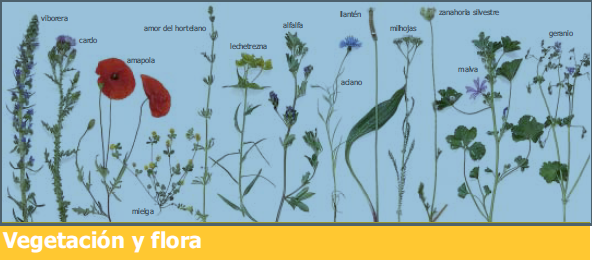 viborera
cardo
amapola
mielga
amor del hortelano
lechetrezna
alfalfa
aciano
llantén
milhojas
zanahoria silvestre
malva
geranio
Vegetación y flora